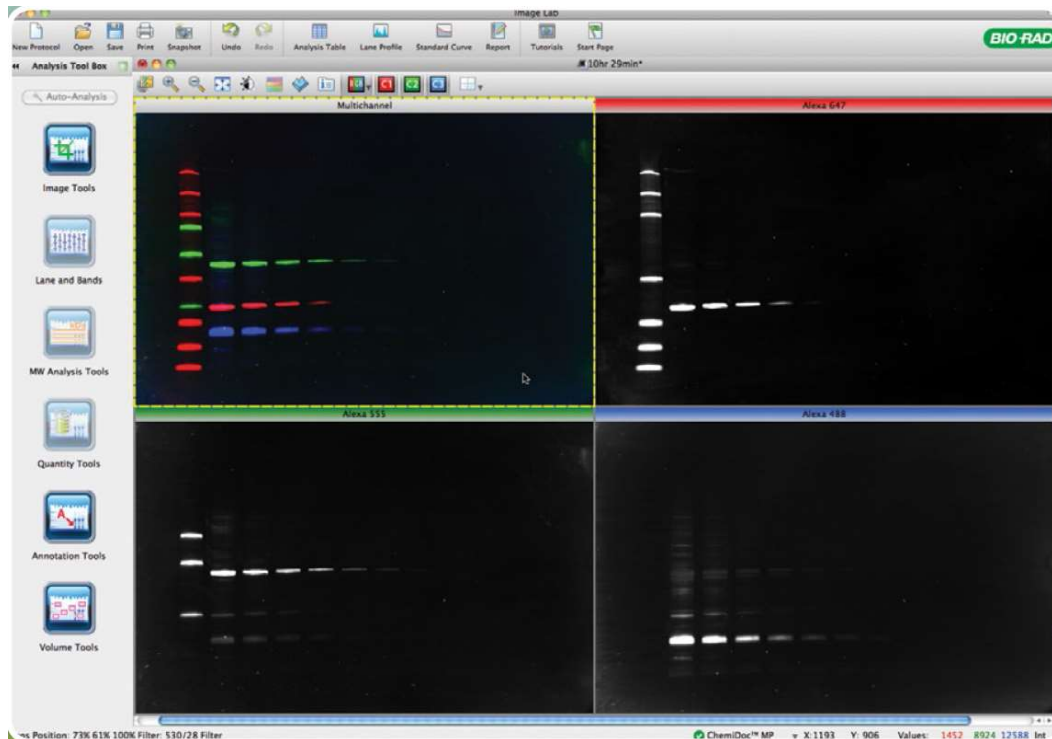 Image Lab
New Protocol Open Save Print Snapshot Undo Redo Analysis Table Lane Profile Standard Curve Report Tutorials Start Page
BIO-RAD
Analysis Tool Box
10hr 29min*
Auto-Analysis
C1 C2 C3
Multichannel
Alexa 647
Image Tools
Lane and Bands
MW Analysis Tools
Quantity Tools
Alexa 555
Alexa 488
A
Annotation Tools
Volume Tools
Position: 73% 61% 100% Filter: 530/28 Filter
ChemiDoc™ MP X:1193 Y: 906 Values: 1452 8924 12588 Int